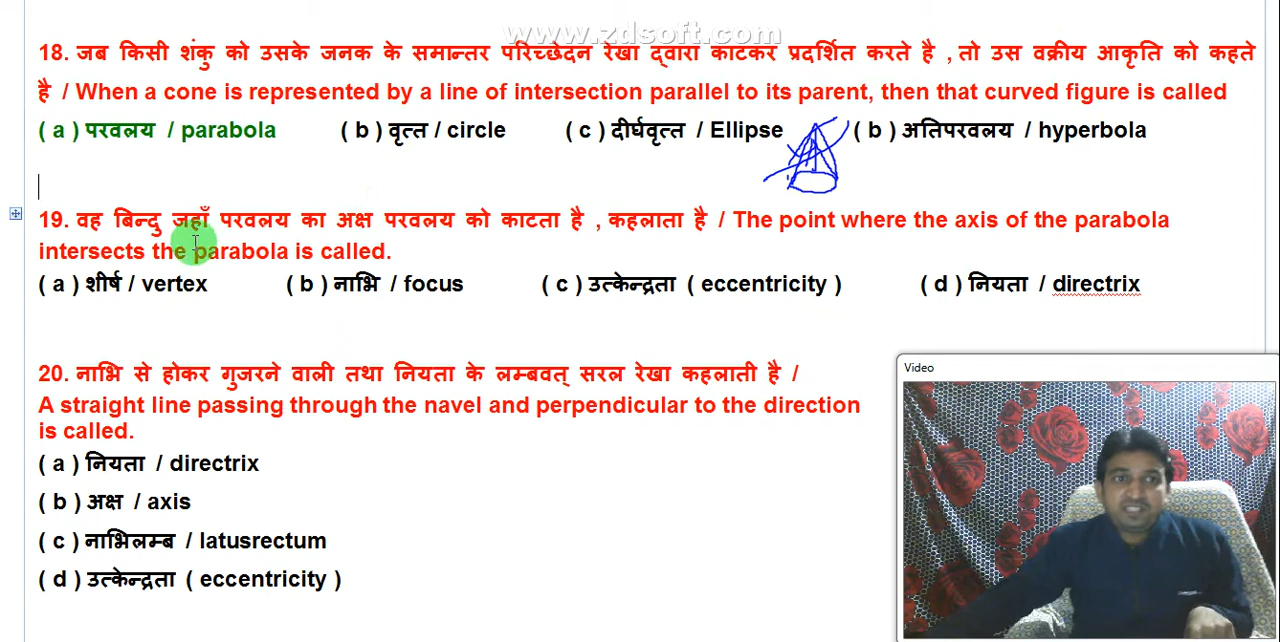 www.zdsoft.com
18. जब किसी शंकु को उसके जनक के समान्तर परिच्छेदन रेखा द्वारा काटकर प्रदर्शित करते है , तो उस वक्रीय आकृति को कहते
है / When a cone is represented by a line of intersection parallel to its parent, then that curved figure is called
( a ) परवलय / parabola ( b ) वृत्त / circle ( c ) दीर्घवृत्त / Ellipse ( b ) अतिपरवलय / hyperbola
19. वह बिन्दु जहाँ परवलय का अक्ष परवलय को काटता है , कहलाता है / The point where the axis of the parabola
intersects the parabola is called.
( a ) शीर्ष / vertex ( b ) नाभि / focus ( c ) उत्केन्द्रता ( eccentricity ) ( d ) नियता / directrix
20. नाभि से होकर गुजरने वाली तथा नियता के लम्बवत् सरल रेखा कहलाती है /
A straight line passing through the navel and perpendicular to the direction
is called.
( a ) नियता / directrix
( b ) अक्ष / axis
( c ) नाभिलम्ब / latusrectum
( d ) उत्केन्द्रता ( eccentricity )
Video